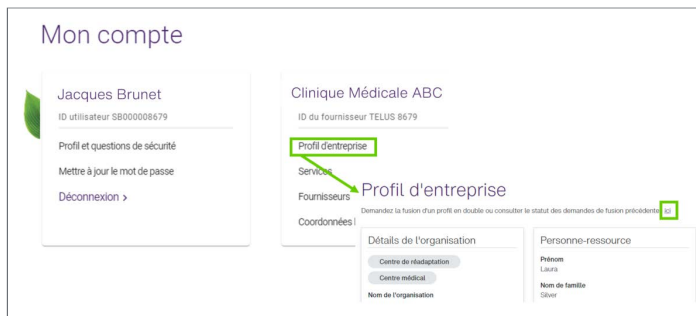 Mon compte
Jacques Brunet
ID utilisateur SB000008679
Profil et questions de sécurité
Mettre à jour le mot de passe
Déconnexion >
Clinique Médicale ABC
ID du fournisseur TELUS 8679
Profil d'entreprise
Services
Fournisseurs
Coordonnées
Profil d'entreprise
Demandez la fusion d'un profil en double ou consulter le statut des demandes de fusion précédente ici
Détails de l'organisation
Centre de réadaptation
Centre médical
Nom de l'organisation
Personne-ressource
Prénom
Laura
Nom de famille
Silver